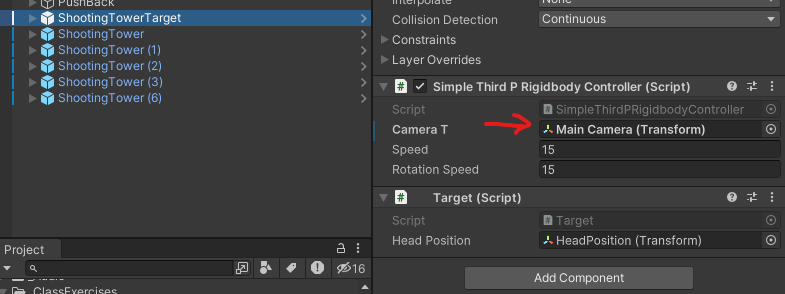 PushBack
ShootingTowerTarget
ShootingTower
ShootingTower (1)
ShootingTower (2)
ShootingTower (3)
ShootingTower (6)
Project
16
ClassExercises
Interpolate
None
Collision Detection
Continuous
Constraints
Layer Overrides
Simple Third P Rigidbody Controller (Script)
Script
SimpleThirdPRigidbodyController
Camera T
Main Camera (Transform)
Speed
15
Rotation Speed
15
Target (Script)
Script
Target
Head Position
HeadPosition (Transform)
Add Component